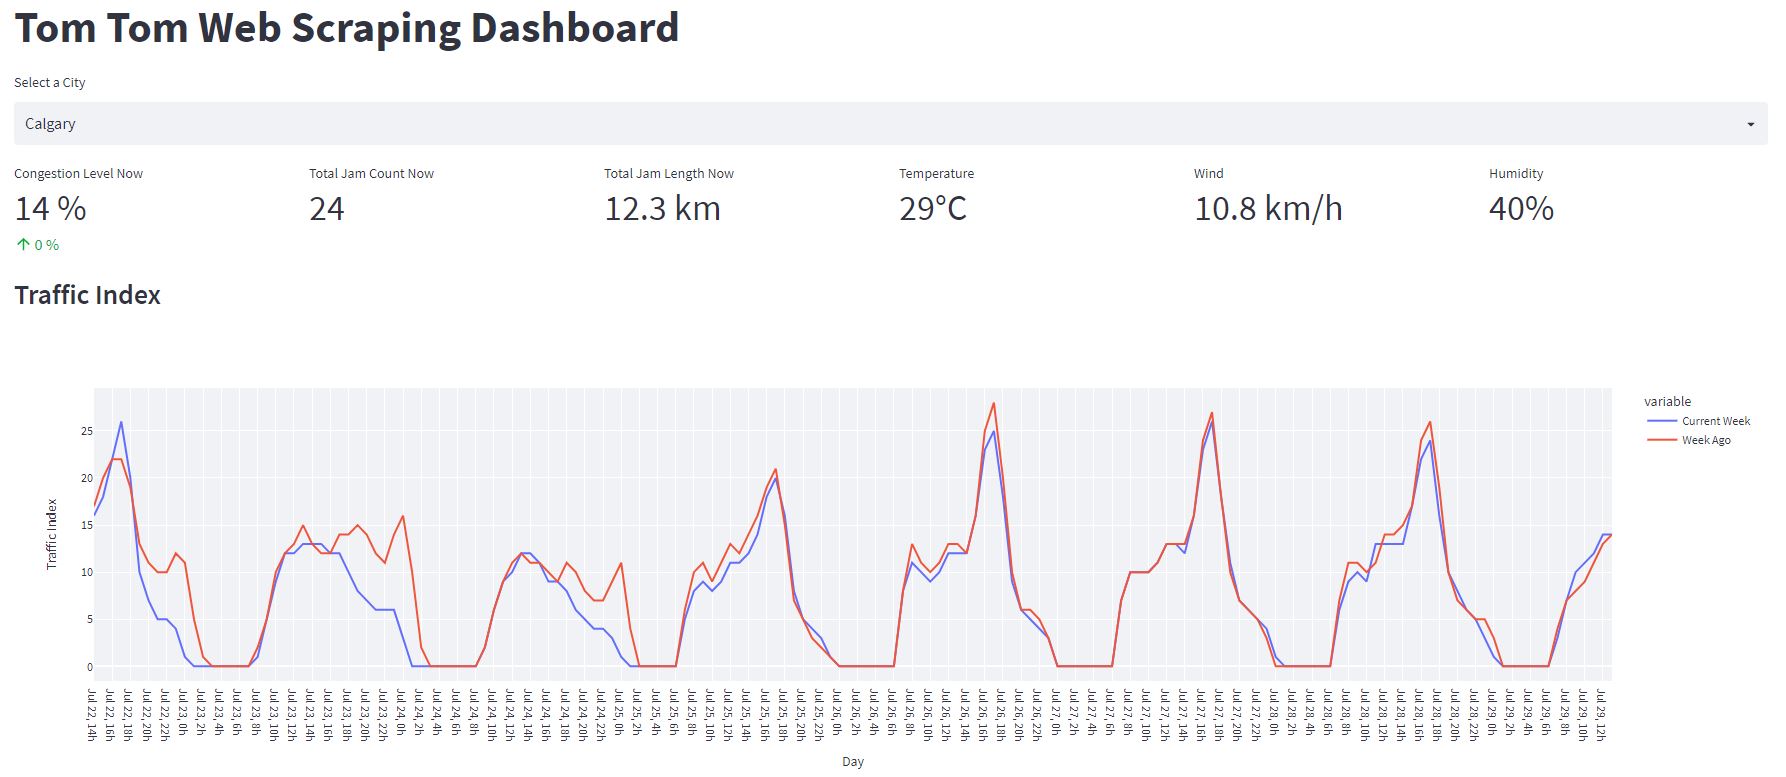 Tom Tom Web Scraping Dashboard
Select a City
Calgary
Congestion Level Now
14 %
↑ 0 %
Total Jam Count Now
24
Total Jam Length Now
12.3 km
Temperature
29°C
Wind
10.8 km/h
Humidity
40%
Traffic Index
variable
Current Week
Week Ago
Traffic Index
25
20
15
10
5
0
Jul 22,14h
Jul 22,16h
Jul 22,18h
Jul 22,20h
Jul 22,22h
Jul 23,0h
Jul 23,2h
Jul 23,6h
Jul 23,8h
Jul 23,10h
Jul 23,12h
Jul 23,14h
Jul 23,16h
Jul 23,18h
Jul 23,20h
Jul 23,22h
Jul 24,0h
Jul 24,2h
Jul 24,4h
Jul 24,6h
Jul 24,8h
Jul 24,10h
Jul 24,12h
Jul 24,14h
Jul 24,16h
Jul 24,18h
Jul 24,20h
Jul 24,22h
Jul 25,0h
Jul 25,2h
Jul 25,4h
Jul 25,6h
Jul 25,8h
Jul 25,10h
Jul 25,12h
Jul 25,14h
Jul 25,16h
Jul 25,18h
Jul 25,20h
Jul 25,22h
Jul 26,0h
Jul 26,2h
Jul 26,4h
Jul 26,6h
Jul 26,8h
Jul 26,10h
Jul 26,12h
Jul 26,14h
Jul 26,16h
Jul 26,18h
Jul 26,20h
Jul 26,22h
Jul 27,0h
Jul 27,2h
Jul 27,4h
Jul 27,6h
Jul 27,8h
Jul 27,10h
Jul 27,12h
Jul 27,14h
Jul 27,16h
Jul 27,18h
Jul 27,20h
Jul 27,22h
Jul 28,0h
Jul 28,2h
Jul 28,4h
Jul 28,6h
Jul 28,8h
Jul 28,10h
Jul 28,12h
Jul 28,14h
Jul 28,16h
Jul 28,18h
Jul 28,20h
Jul 28,22h
Jul 29,0h
Jul 29,2h
Jul 29,4h
Jul 29,6h
Jul 29,8h
Jul 29,10h
Jul 29,12h
Day